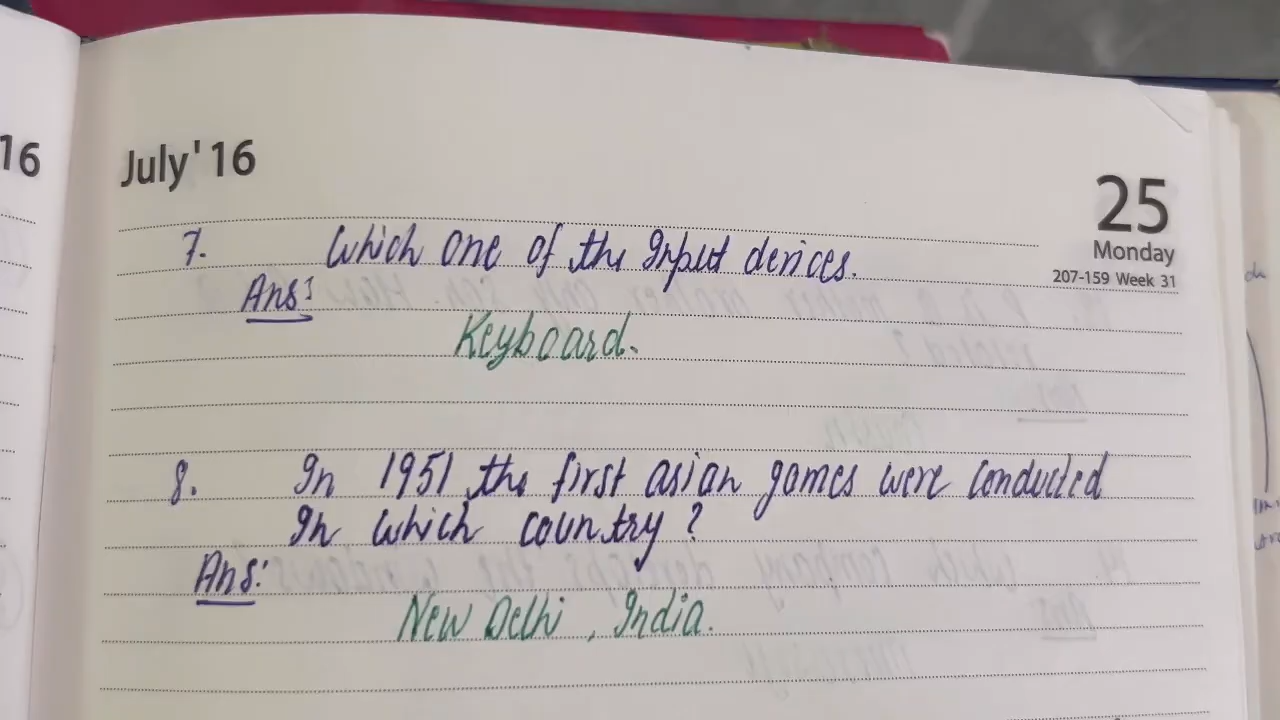 16
July'16
25
Monday
207-159 Week 31
7. Which one of the Input devices.
Ans:
Keyboard.
8. In 1951 the first asian games were conducted
In which country?
Ans:
New Delhi, India.